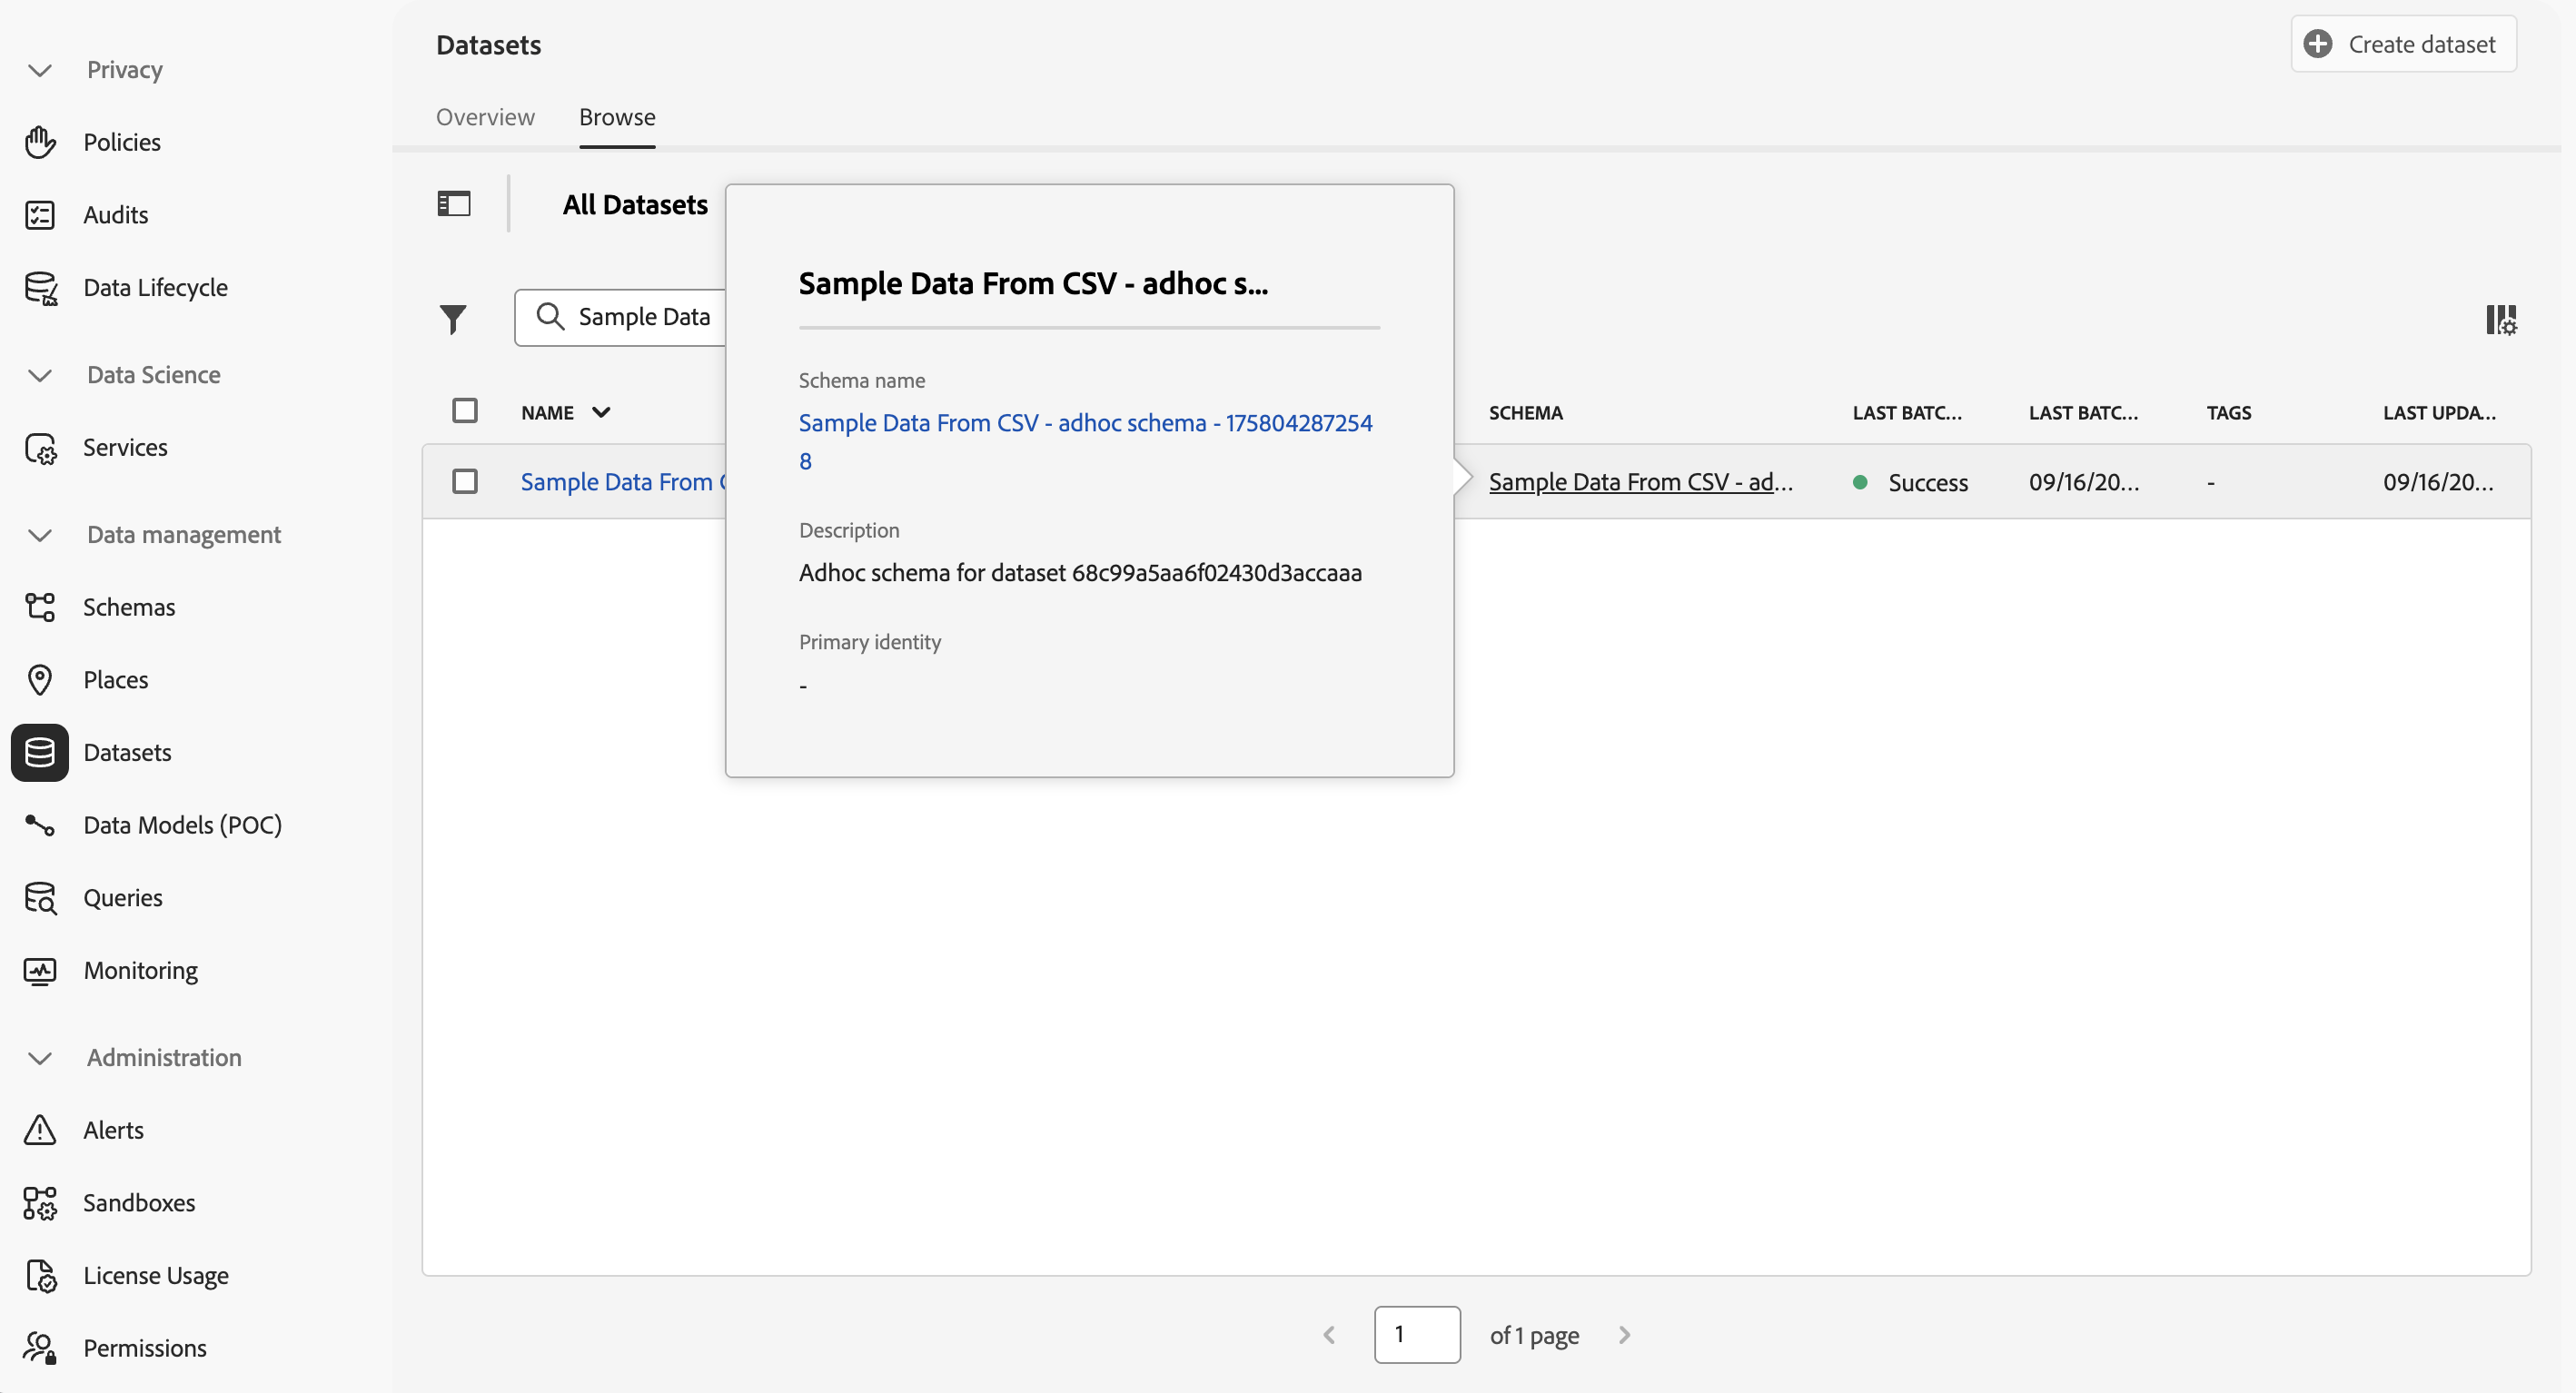 Privacy
Policies
Audits
Data Lifecycle
Data Science
Services
Data management
Schemas
Places
Datasets
Data Models (POC)
Queries
Monitoring
Administration
Alerts
Sandboxes
License Usage
Permissions
Datasets
Create dataset
Overview Browse
All Datasets
Sample Data
NAME SCHEMA LAST BATC... LAST BATC... TAGS LAST UPDA...
Sample Data From Sample Data From CSV - ad... Success 09/16/20... - 09/16/20...
Sample Data From CSV - adhoc s...
Schema name
Sample Data From CSV - adhoc schema - 175804287254
8
Description
Adhoc schema for dataset 68c99a5aa6f02430d3accaaa
Primary identity
-
1 of 1 page